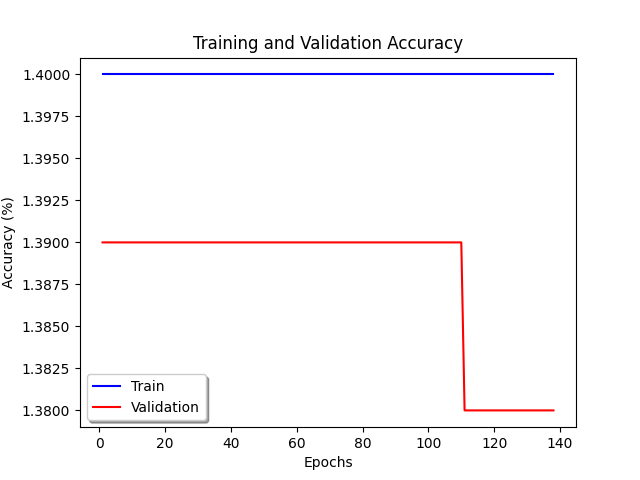 Training and Validation Accuracy
Accuracy (%)
1.4000
1.3975
1.3950
1.3925
1.3900
1.3875
1.3850
1.3825
1.3800
Train
Validation
0 20 40 60 80 100 120 140
Epochs